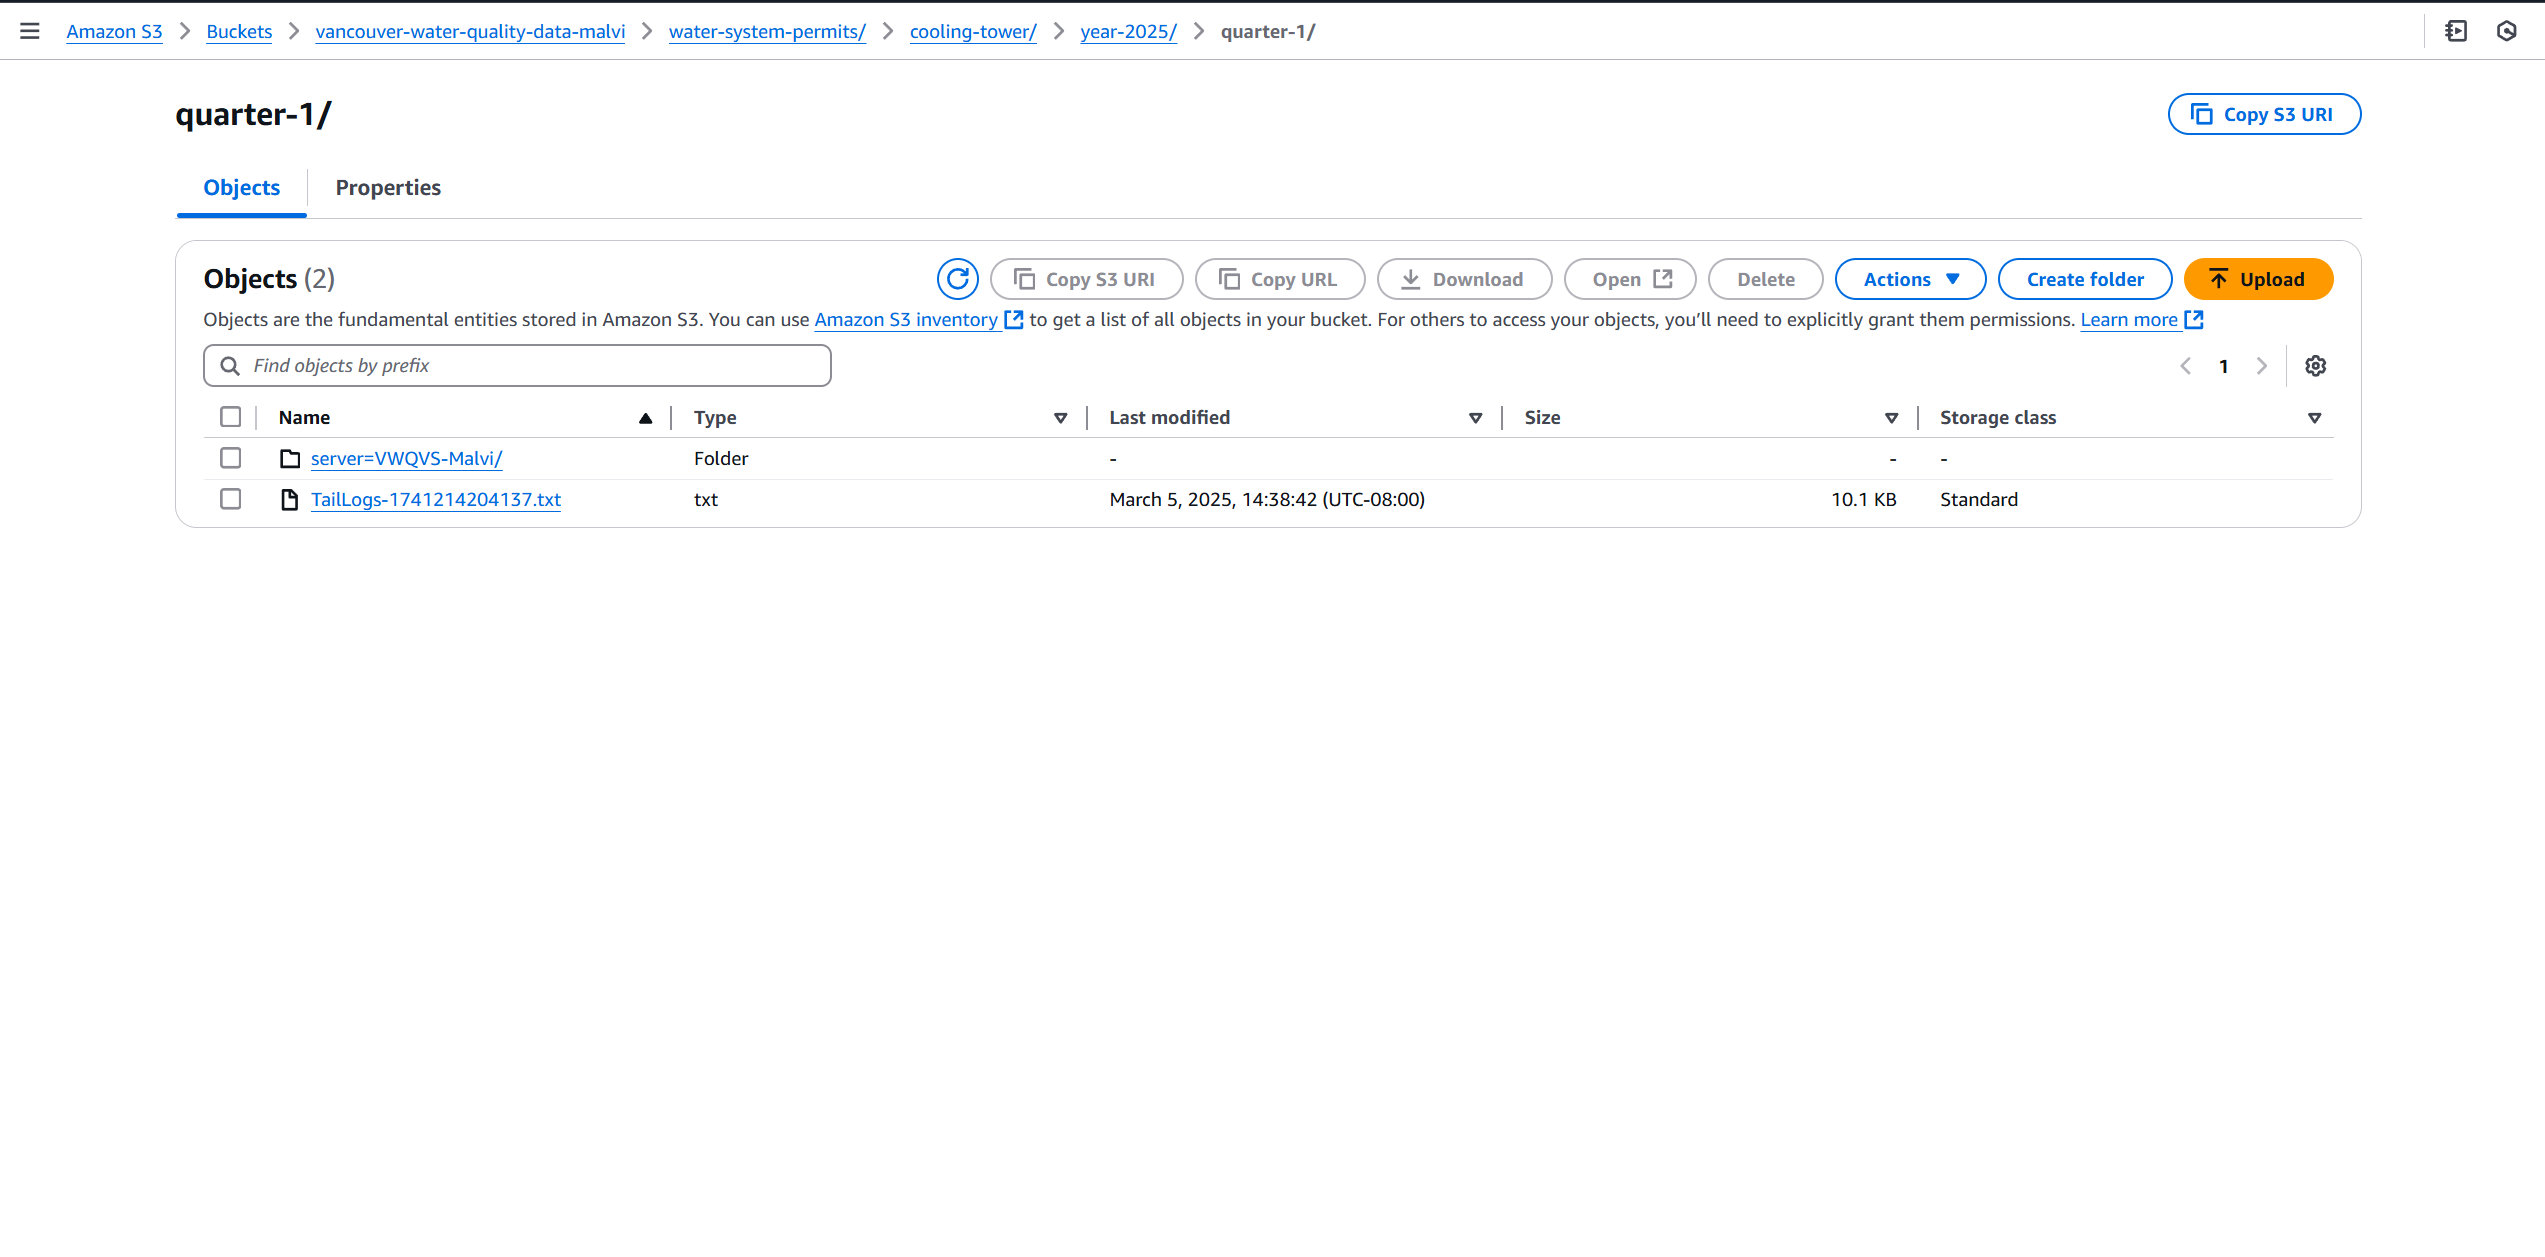 Amazon S3 > Buckets > vancouver-water-quality-data-malvi > water-system-permits/ > cooling-tower/ > year-2025/ > quarter-1/
quarter-1/
Copy S3 URI
Objects Properties
Objects (2)
Copy S3 URI Copy URL Download Open Delete Actions Create folder Upload
Objects are the fundamental entities stored in Amazon S3. You can use Amazon S3 inventory to get a list of all objects in your bucket. For others to access your objects, you’ll need to explicitly grant them permissions. Learn more
Find objects by prefix
1
Name Type Last modified Size Storage class
server=VWQVS-Malvi/ Folder - - -
TailLogs-1741214204137.txt txt March 5, 2025, 14:38:42 (UTC-08:00) 10.1 KB Standard